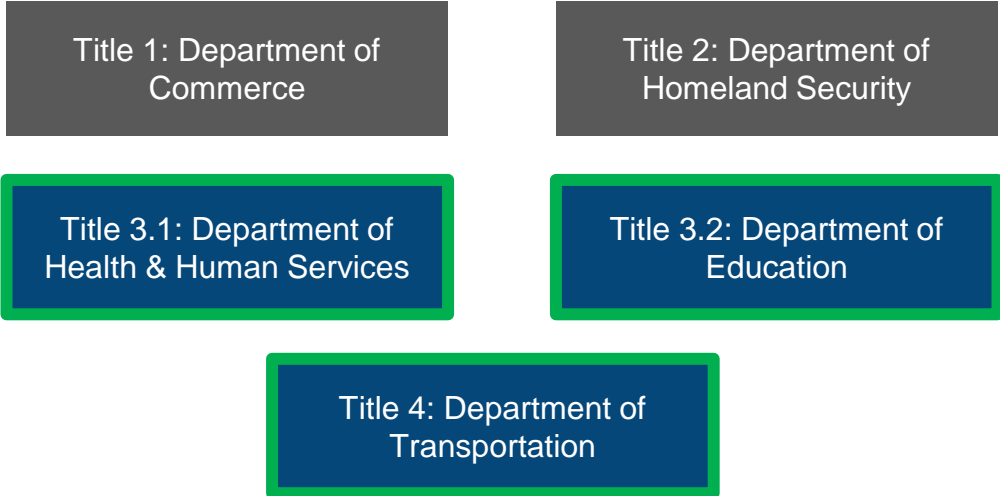 Title 1: Department of
Commerce
Title 2: Department of
Homeland Security
Title 3.1: Department of
Health & Human Services
Title 3.2: Department of
Education
Title 4: Department of
Transportation